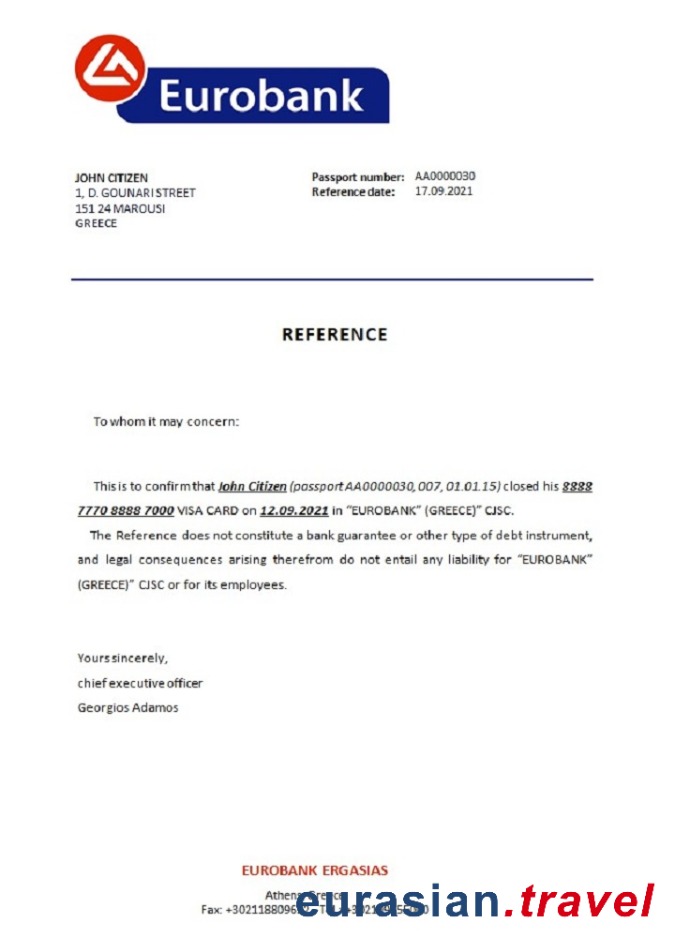 Eurobank
JOHN CITIZEN
1, D. GOUNARI STREET
151 24 MAROUSI
GREECE
Passport number: AA0000030
Reference date: 17.09.2021
REFERENCE
To whom it may concern:
This is to confirm that John Citizen (passport AA0000030, 007, 01.01.15) closed his 8888
7770 8888 7000 VISA CARD on 12.09.2021 in “EUROBANK” (GREECE)” CJSC.
The Reference does not constitute a bank guarantee or other type of debt instrument,
and legal consequences arising therefrom do not entail any liability for “EUROBANK”
(GREECE)” CJSC or for its employees.
Yours sincerely,
chief executive officer
Georgios Adamos
EUROBANK ERGASIAS
Athens, Greece
Fax:
eurasian.travel